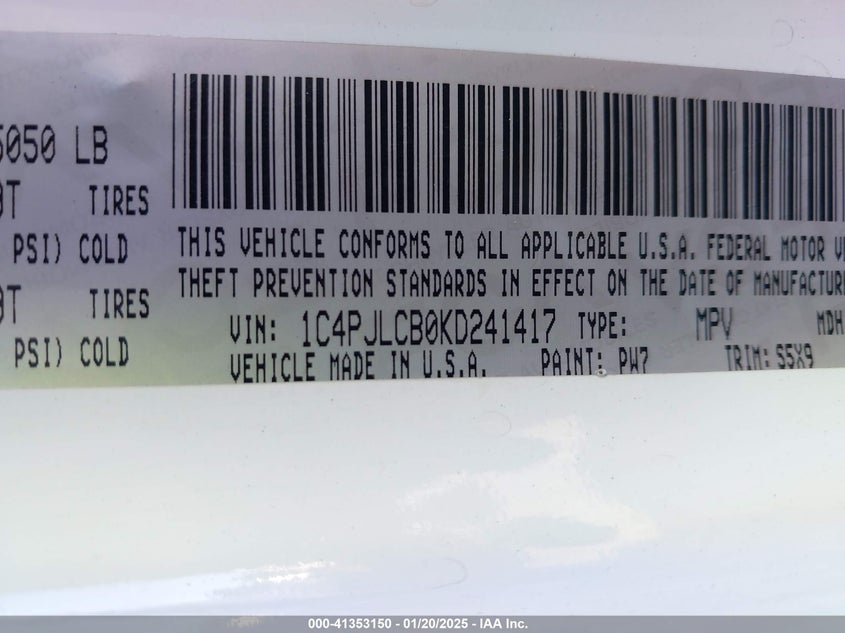 5050 LB
TIRES
PSI) COLD
TIRES
PSI) COLD
THIS VEHICLE CONFORMS TO ALL APPLICABLE U.S.A. FEDERAL MOTOR
THEFT PREVENTION STANDARDS IN EFFECT ON THE DATE OF MANUFACTURE
VIN: 1C4PJLCB0KD241417 TYPE: MPV MDH
VEHICLE MADE IN U.S.A. PAINT: PW7 TRIM: S5X9
000-41353150 — 01/20/2025 — IAA Inc.